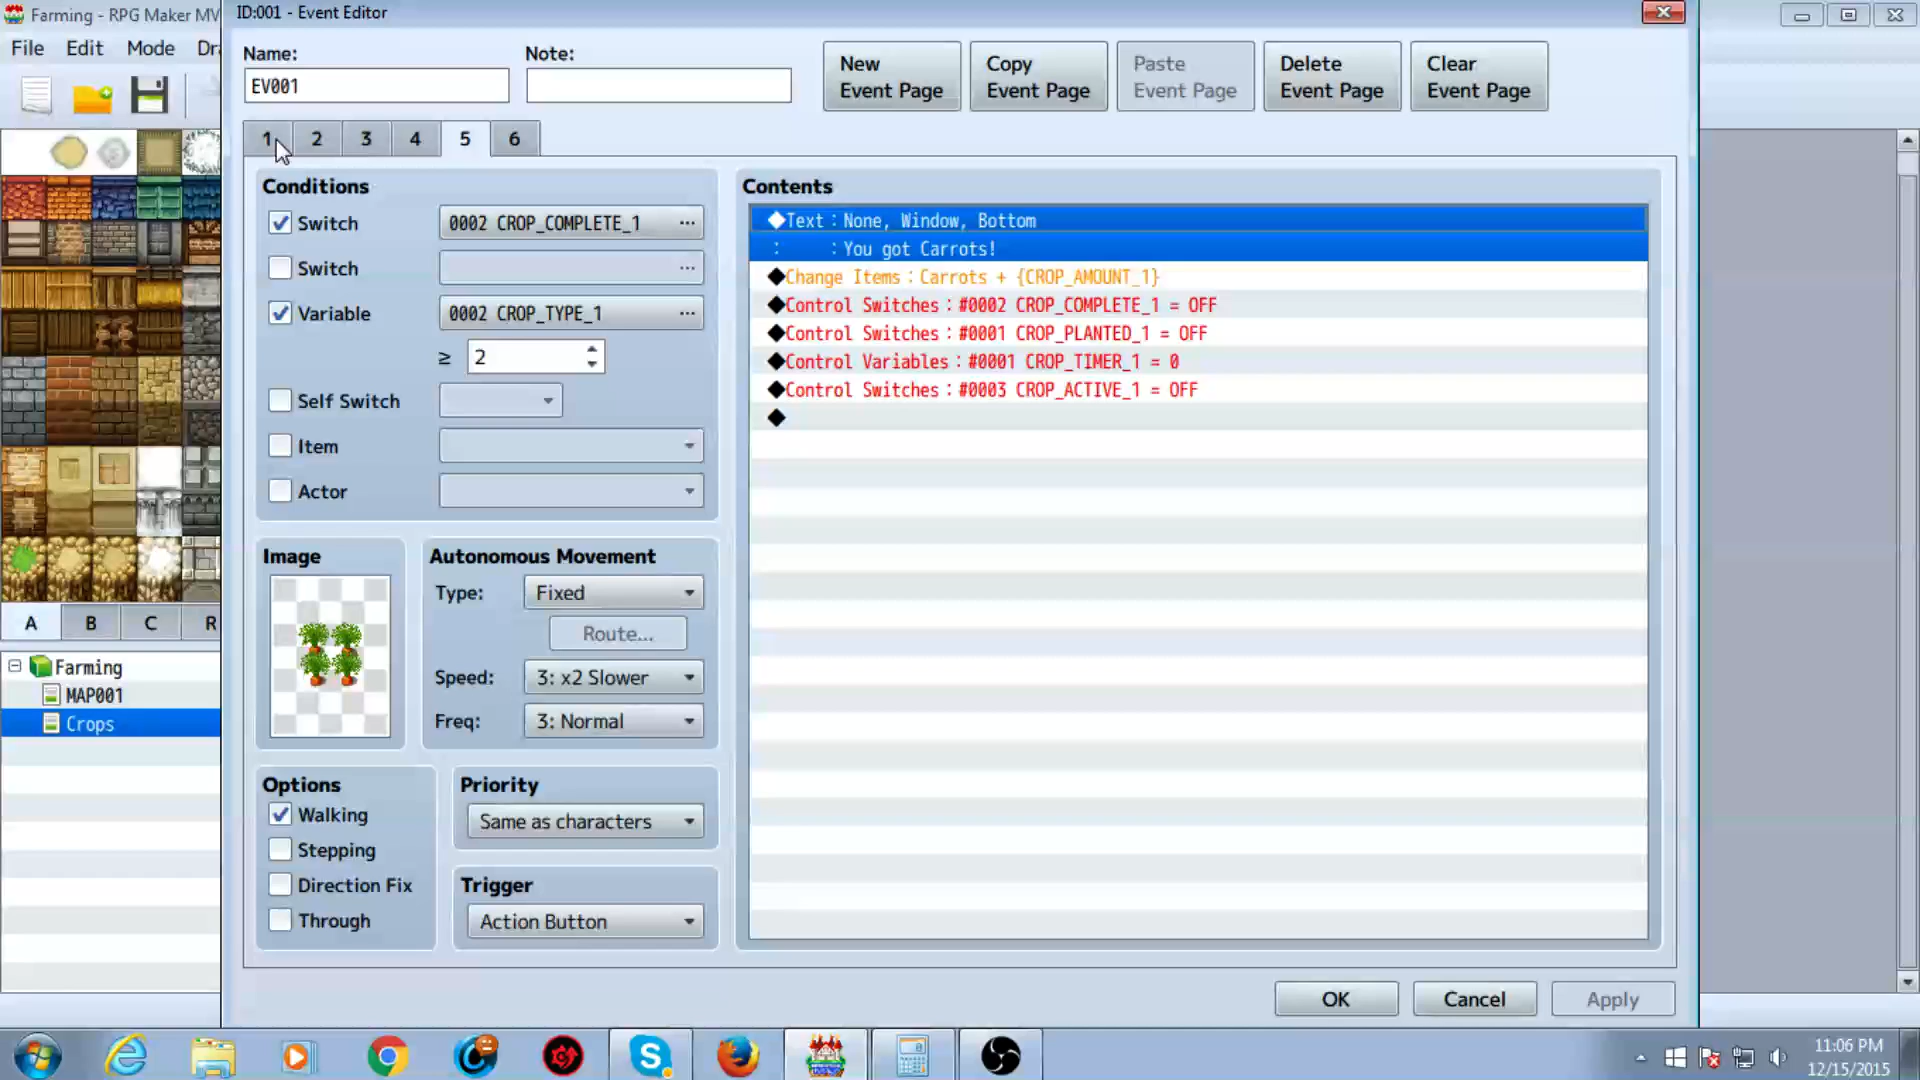 Farming - RPG Maker MV
ID:001 - Event Editor
File Edit Mode Dr
Name:
Note:
EV001
New Event Page
Copy Event Page
Paste Event Page
Delete Event Page
Clear Event Page
1 2 3 4 5 6
Conditions
Switch 0002 CROP_COMPLETE_1 ...
Switch ...
Variable 0002 CROP_TYPE_1 ...
≥ 2
Self Switch
Item
Actor
Image
Autonomous Movement
Type: Fixed
Route...
Speed: 3: x2 Slower
Freq: 3: Normal
Options
Walking
Stepping
Direction Fix
Through
Priority
Same as characters
Trigger
Action Button
Contents
◆Text : None, Window, Bottom
: : You got Carrots!
◆Change Items : Carrots + {CROP_AMOUNT_1}
◆Control Switches : #0002 CROP_COMPLETE_1 = OFF
◆Control Switches : #0001 CROP_PLANTED_1 = OFF
◆Control Variables : #0001 CROP_TIMER_1 = 0
◆Control Switches : #0003 CROP_ACTIVE_1 = OFF
◆
A B C R
Farming
MAP001
Crops
OK Cancel Apply
11:06 PM
12/15/2015